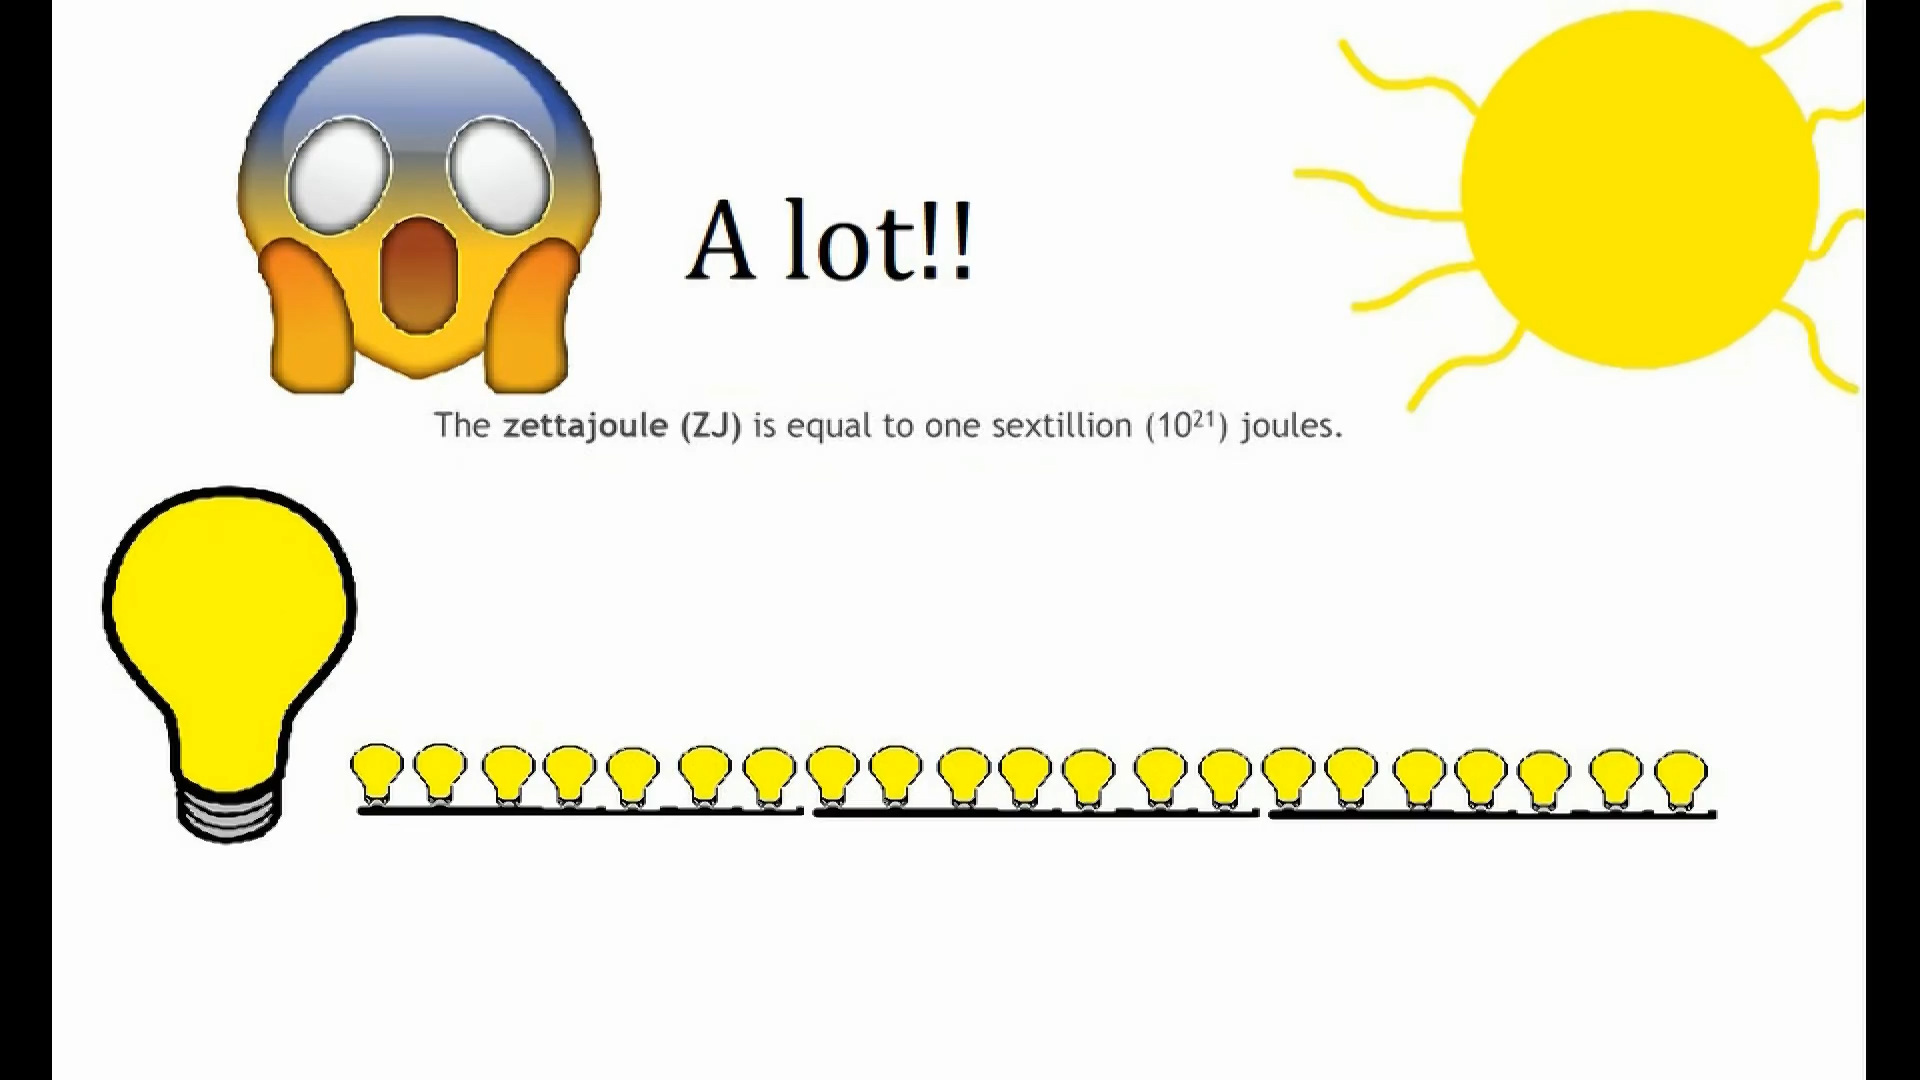 A lot!!
The zettajoule (ZJ) is equal to one sextillion (10²¹) joules.